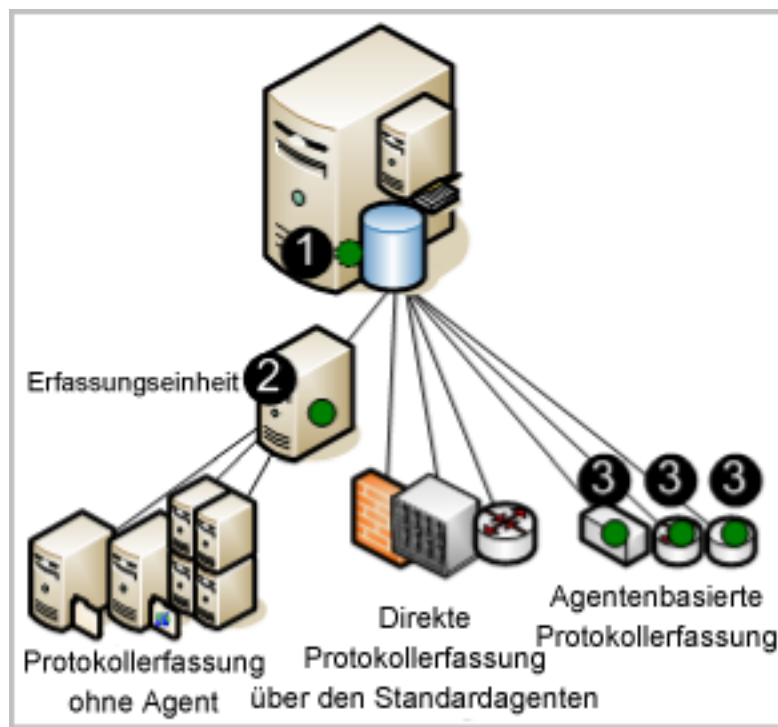 1
Erfassungseinheit
2
3 3 3
Protokollerfassung
ohne Agent
Direkte
Protokollerfassung
über den Standardagenten
Agentenbasierte
Protokollerfassung